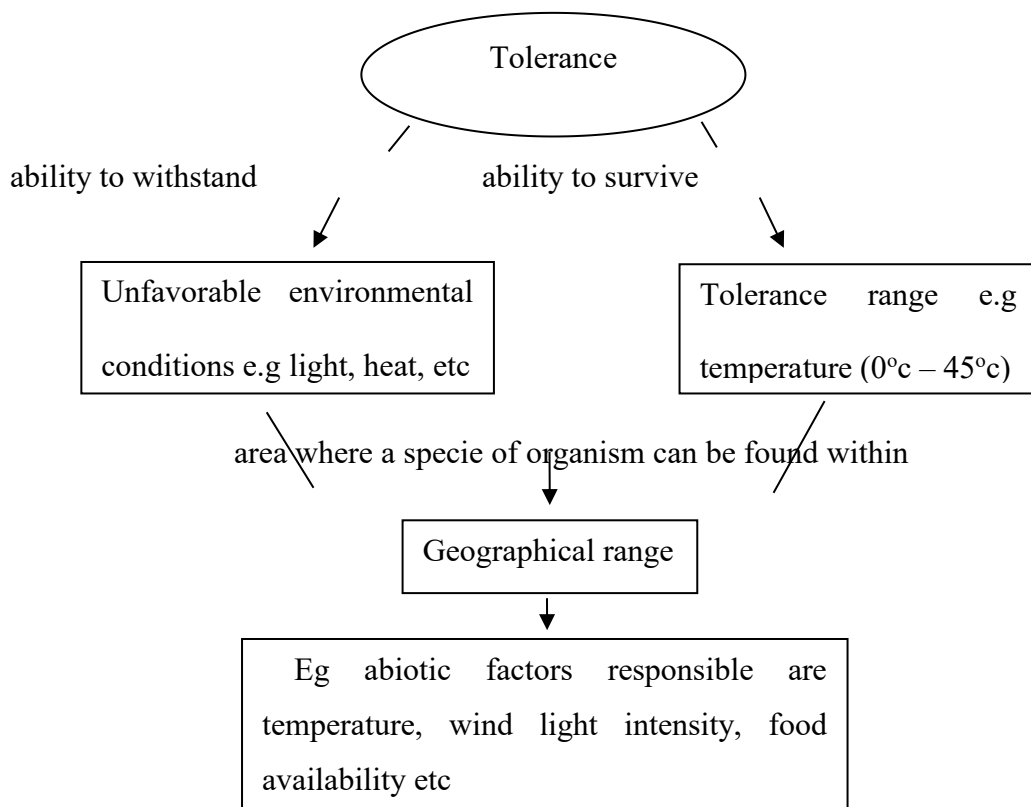 Tolerance
ability to withstand
ability to survive
Unfavorable environmental
conditions e.g light, heat, etc
Tolerance range e.g
temperature (0ºc – 45ºc)
area where a specie of organism can be found within
Geographical range
Eg abiotic factors responsible are
temperature, wind light intensity, food
availability etc